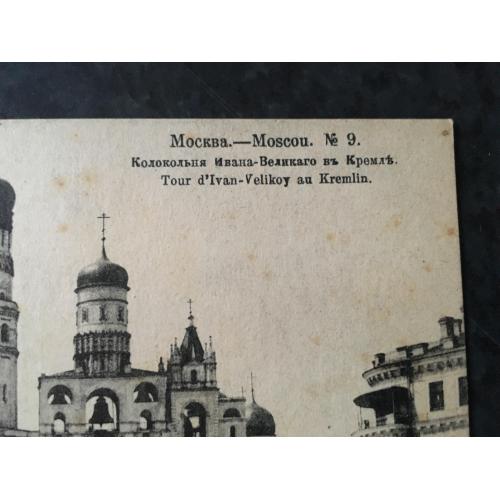 Москва.—Moscou. № 9.
Колокольня Ивана-Великаго въ Кремлѣ.
Tour d'Ivan-Velikoy au Kremlin.